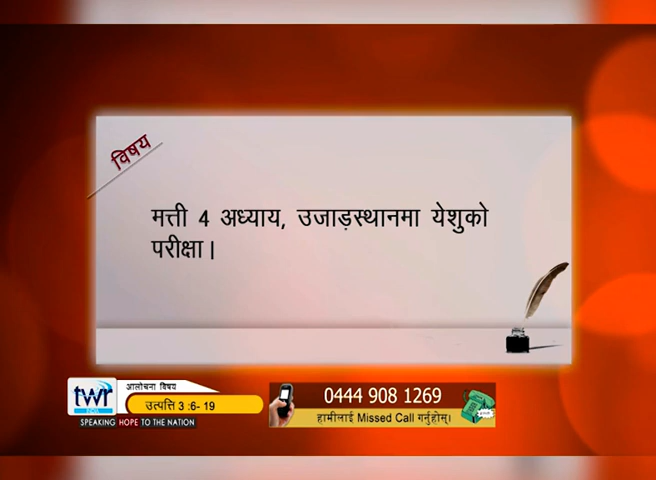 विषय
मत्ती 4 अध्याय, उजाड़स्थानमा येशुको
परीक्षा।
twr
आलोचना विषय
उत्पत्ति 3 :6- 19
SPEAKING HOPE TO THE NATION
0444 908 1269
हामीलाई Missed Call गर्नुहोस्।